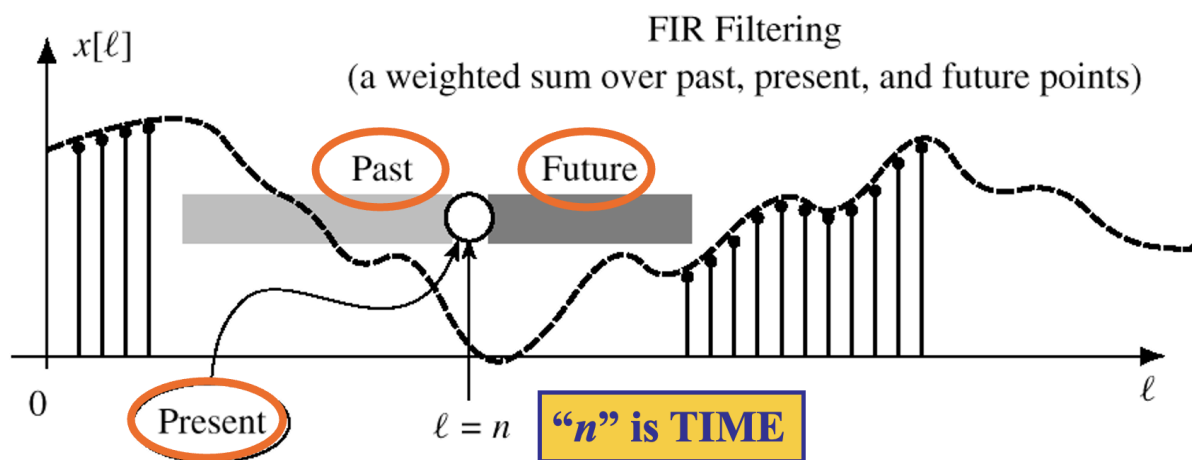 x[ℓ]
FIR Filtering
(a weighted sum over past, present, and future points)
Past
Future
0
Present
ℓ = n
“n” is TIME
ℓ